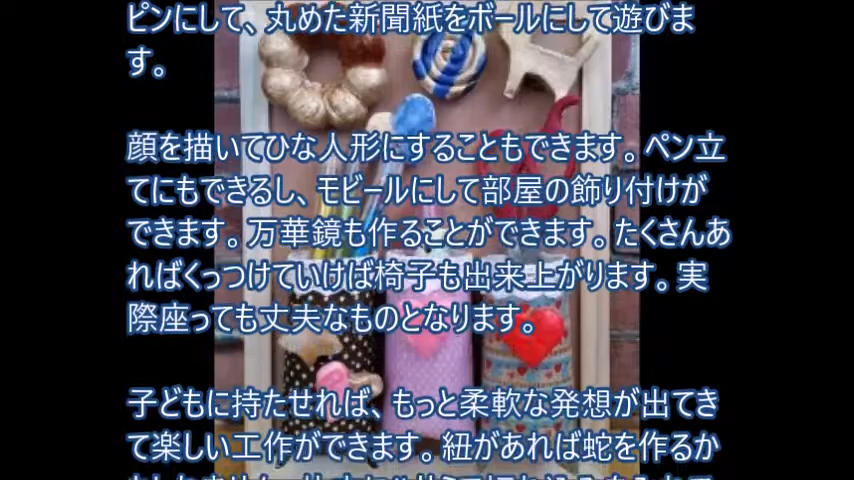 ピンにして、丸めた新聞紙をボールにして遊びま
す。
顔を描いてひな人形にすることもできます。ペン立
てにもできるし、モビールにして部屋の飾り付けが
できます。万華鏡も作ることができます。たくさんあ
ればくっつけていけば椅子も出来上がります。実
際座っても丈夫なものとなります。
子どもに持たせれば、もっと柔軟な発想が出てき
て楽しい工作ができます。紐があれば蛇を作るか